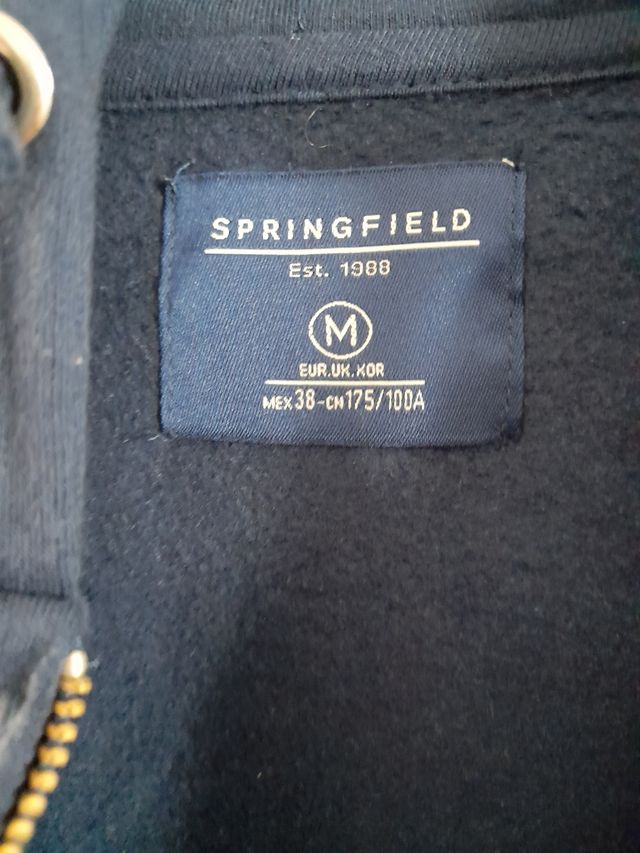 SPRINGFIELD
Est. 1988
M
EUR.UK.KOR
MEX 38-CN 175/100A